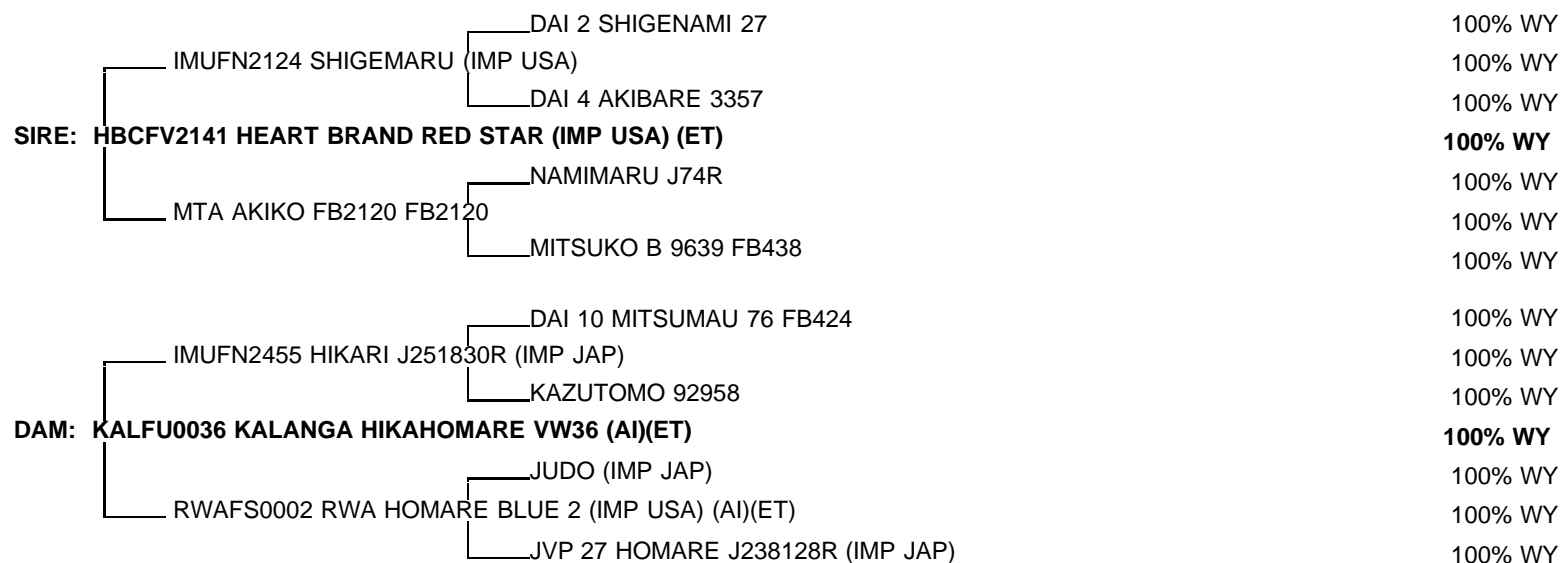 DAI 2 SHIGENAMI 27 100% WY
IMUFN2124 SHIGEMARU (IMP USA) 100% WY
DAI 4 AKIBARE 3357 100% WY
SIRE: HBCFV2141 HEART BRAND RED STAR (IMP USA) (ET) 100% WY
NAMIMARU J74R 100% WY
MTA AKIKO FB2120 FB2120 100% WY
MITSUKO B 9639 FB438 100% WY
DAI 10 MITSUMAU 76 FB424 100% WY
IMUFN2455 HIKARI J251830R (IMP JAP) 100% WY
KAZUTOMO 92958 100% WY
DAM: KALFU0036 KALANGA HIKAHOMARE VW36 (AI)(ET) 100% WY
JUDO (IMP JAP) 100% WY
RWAFS0002 RWA HOMARE BLUE 2 (IMP USA) (AI)(ET) 100% WY
JVP 27 HOMARE J238128R (IMP JAP) 100% WY